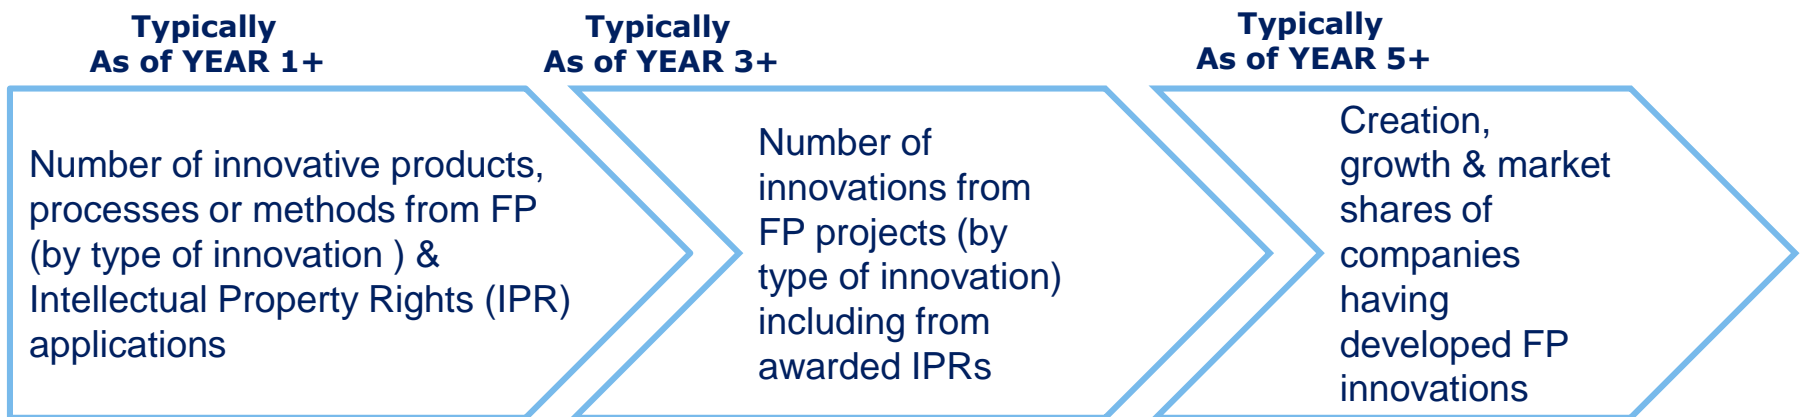 Typically
As of YEAR 1+
Typically
As of YEAR 3+
Typically
As of YEAR 5+
Number of innovative products,
processes or methods from FP
(by type of innovation ) &
Intellectual Property Rights (IPR)
applications
Number of
innovations from
FP projects (by
type of innovation)
including from
awarded IPRs
Creation,
growth & market
shares of
companies
having
developed FP
innovations